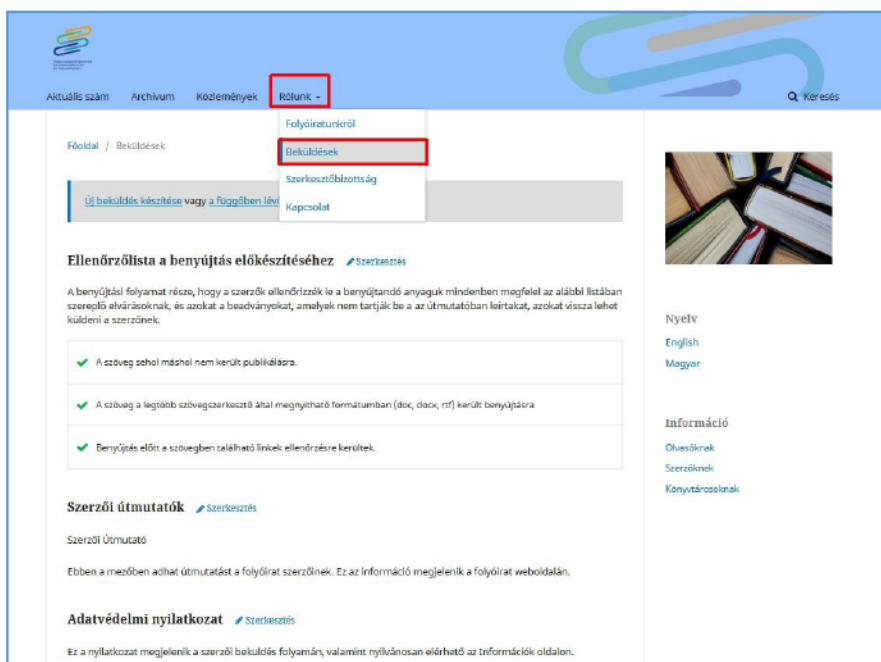 Aktuális szám Archívum Közlemények Rólunk Keresés
Folyóiratunkról
Beküldések
Szerkesztőbizottság
Kapcsolat
Főoldal / Beküldések
Új beküldés készítése vagy a függőben lévő
Ellenőrzőlista a benyújtás előkészítéséhez Szerkesztés
A benyújtási folyamat része, hogy a szerzők ellenőrizzék le a benyújtandó anyaguk mindenben megfelel az alábbi listában
szereplő elvárásoknak, és azokat a beadványokat, amelyek nem tartják be a az útmutatóban leírtakat, azokat vissza lehet
küldeni a szerzőnek.
A szöveg sehol máshol nem került publikálásra.
A szöveg a legtöbb szövegszerkesztő által megnyitható formátumban (doc, docx, rtf) került benyújtásra
Benyújtás előtt a szövegben található linkek ellenőrzésre kerültek.
Szerzői útmutatók Szerkesztés
Szerzői Útmutató
Ebben a mezőben adhat útmutatást a folyóirat szerzőinek. Ez az információ megjelenik a folyóirat weboldalán.
Adatvédelmi nyilatkozat Szerkesztés
Ez a nyilatkozat megjelenik a szerzői beküldés folyamán, valamint nyilvánosan elérhető az Információk oldalon.
Nyelv
English
Magyar
Információ
Olvasóknak
Szerzőknek
Könyvtárosoknak